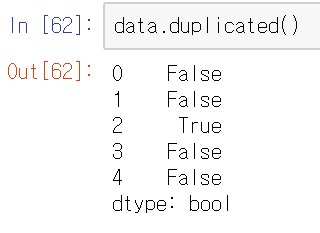 In [62]: data.duplicated()
Out[62]: 0 False
1 False
2 True
3 False
4 False
dtype: bool